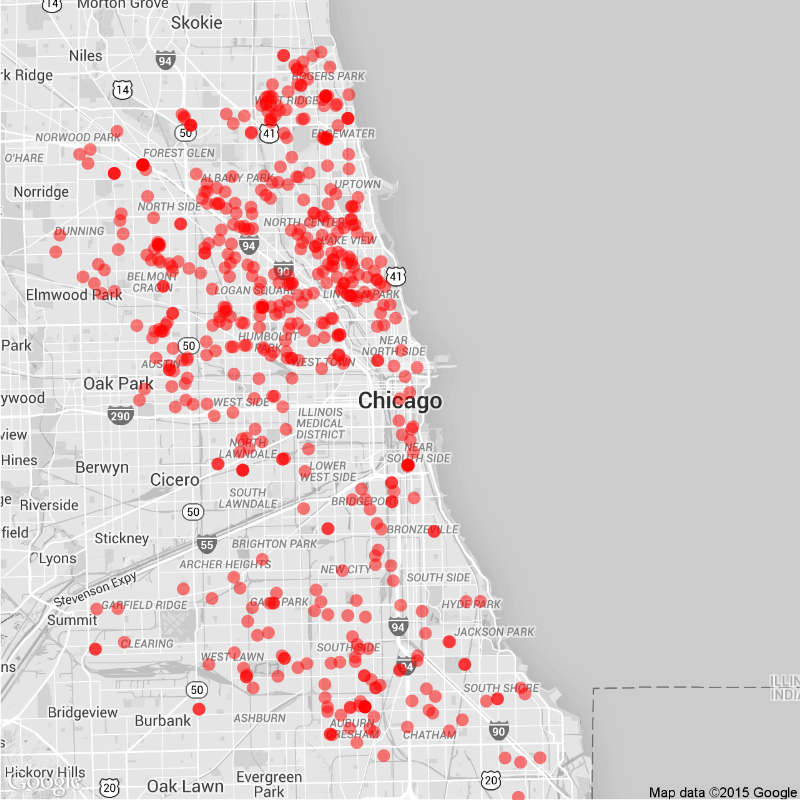 14
Morton Grove
Skokie
Niles
94
rk Ridge
ROGERS PARK
14
WEST RIDGE
NORWOOD PARK
50
41
EDGEWATER
O'HARE
FOREST GLEN
ALBANY PARK
UPTOWN
Norridge
NORTH SIDE
NORTH CENTER
DUNNING
94
LAKE VIEW
90
41
BELMONT
CRAGIN
LOGAN SQUARE
LINCOLN PARK
Elmwood Park
Park
50
HUMBOLDT
PARK
NEAR
NORTH SIDE
AUSTIN
WEST TOWN
Oak Park
ywood
290
WEST SIDE
Chicago
ILLINOIS
MEDICAL
DISTRICT
view
NORTH
LAWNDALE
NEAR
SOUTH SIDE
Hines
Berwyn
LOWER
WEST SIDE
Cicero
SOUTH
LAWNDALE
BRIDGEPORT
ge
Riverside
50
field
Stickney
BRONZEVILLE
55
BRIGHTON PARK
Lyons
ARCHER HEIGHTS
NEW CITY
SOUTH SIDE
Stevenson Expy
GARFIELD RIDGE
GAGE PARK
HYDE PARK
Summit
94
JACKSON PARK
CLEARING
SOUTH SIDE
ns
WEST LAWN
94
50
SOUTH SHORE
ILLIN
INDIA
Bridgeview
Burbank
ASHBURN
AUBURN
GRESHAM
CHATHAM
90
Hickory Hills
Google
20
Oak Lawn
Evergreen
Park
20
Map data ©2015 Google